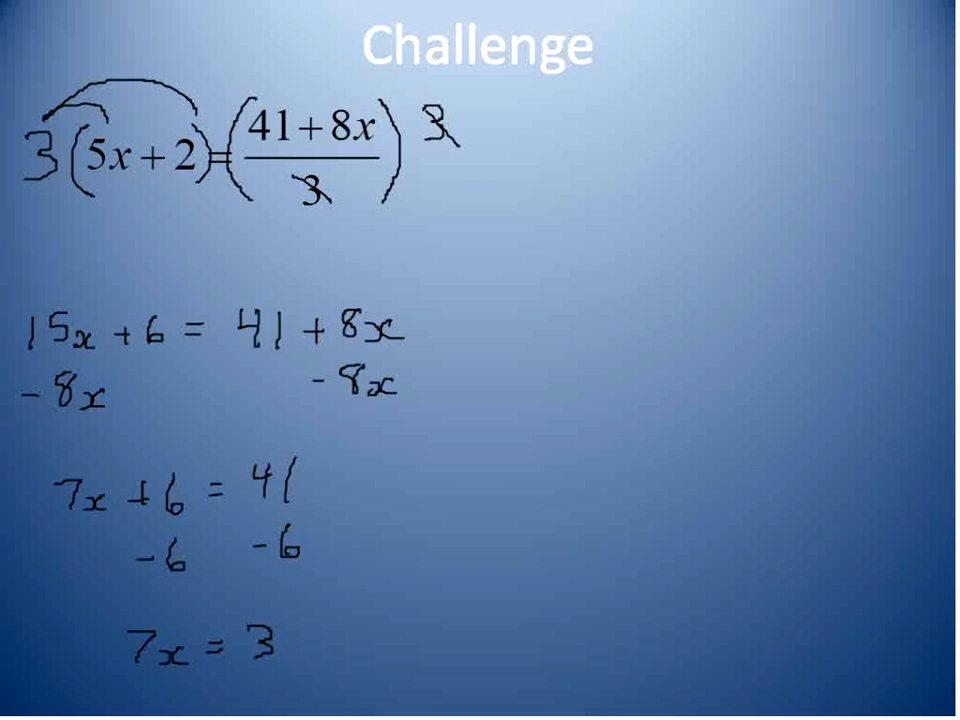 Challenge
3(5x + 2) = (41 + 8x / 3) 3
15x + 6 = 41 + 8x
- 8x - 8x
7x + 6 = 41
- 6 - 6
7x = 3